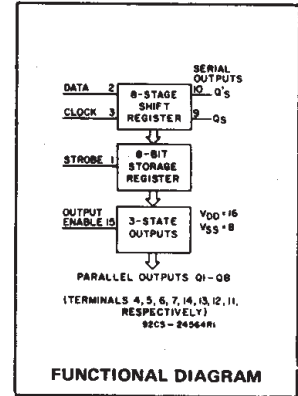 SERIAL
OUTPUTS
DATA 2
8-STAGE
SHIFT
REGISTER
10 Q'S
CLOCK 3
9 QS
STROBE 1
8-BIT
STORAGE
REGISTER
OUTPUT
ENABLE 15
3-STATE
OUTPUTS
VDD = 16
VSS = 8
PARALLEL OUTPUTS Q1-Q8
(TERMINALS 4, 5, 6, 7, 14, 13, 12, 11,
RESPECTIVELY)
92CS-24564R1
FUNCTIONAL DIAGRAM